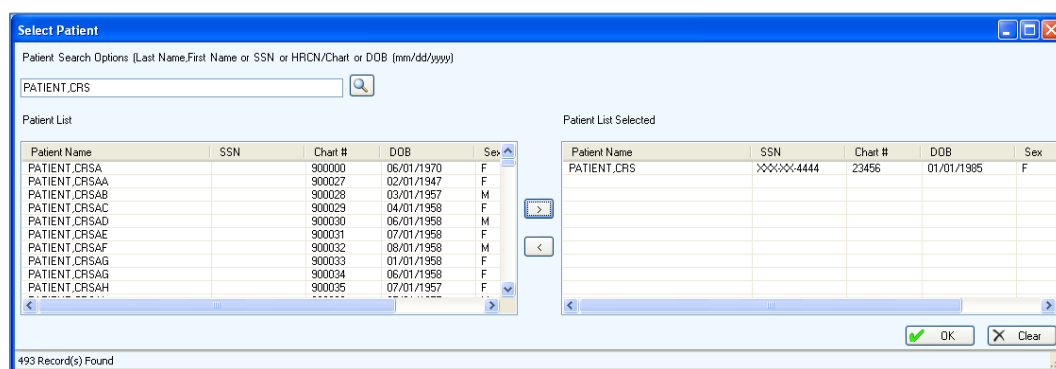 Select Patient
Patient Search Options (Last Name,First Name or SSN or HRCN/Chart or DOB (mm/dd/yyyy)
PATIENT,CRS
Patient List
Patient List Selected
Patient Name SSN Chart # DOB Sex
PATIENT,CRSA 900000 06/01/1970 F
PATIENT,CRSAA 900027 02/01/1947 F
PATIENT,CRSAB 900028 03/01/1957 M
PATIENT,CRSAC 900029 04/01/1958 F
PATIENT,CRSAD 900030 06/01/1958 M
PATIENT,CRSAE 900031 07/01/1958 F
PATIENT,CRSAF 900032 08/01/1958 M
PATIENT,CRSAG 900033 01/01/1958 F
PATIENT,CRSAG 900034 06/01/1958 F
PATIENT,CRSAH 900035 07/01/1957 F
>
<
Patient Name SSN Chart # DOB Sex
PATIENT,CRS XXX-XX-4444 23456 01/01/1985 F
OK Clear
493 Record(s) Found